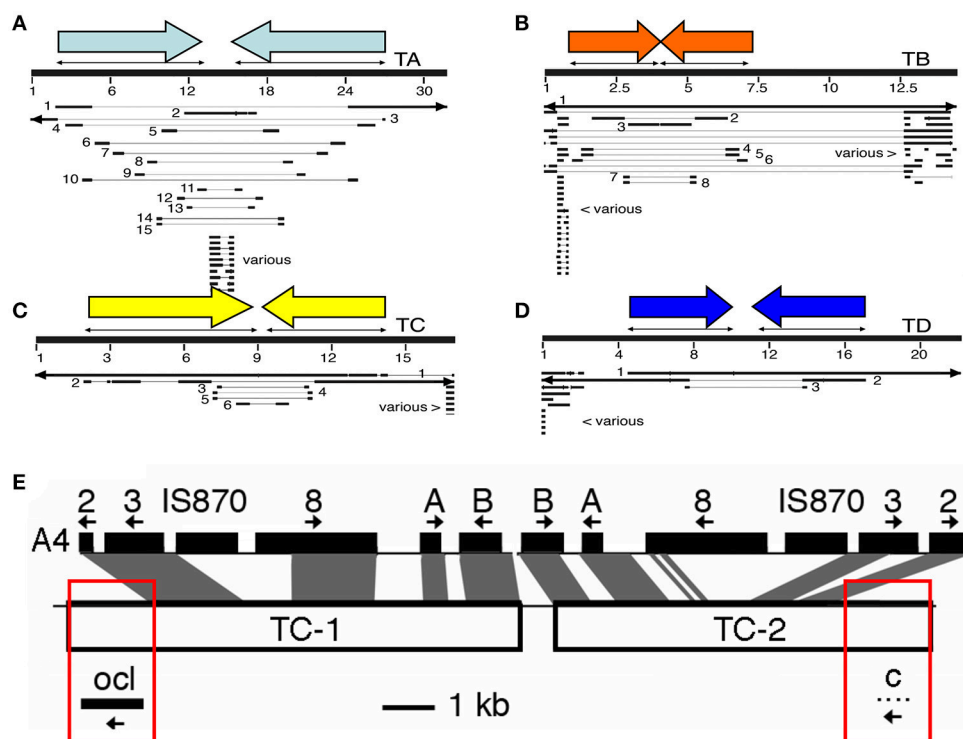 A
TA
1 6 12 18 24 30
1
2
3
4
5
6
7
8
9
10
11
12
13
14
15
various
B
TB
1 2.5 5 7.5 10 12.5
1
2
3
4
various >
5
6
7
8
< various
C
TC
1 3 6 9 12 15
1
2
3
4
5
6
various >
D
TD
1 4 8 12 16 20
1
2
3
< various
E
2 3 IS870 8 A B B A 8 IS870 3 2
A4
TC-1 TC-2
ocl c
1 kb